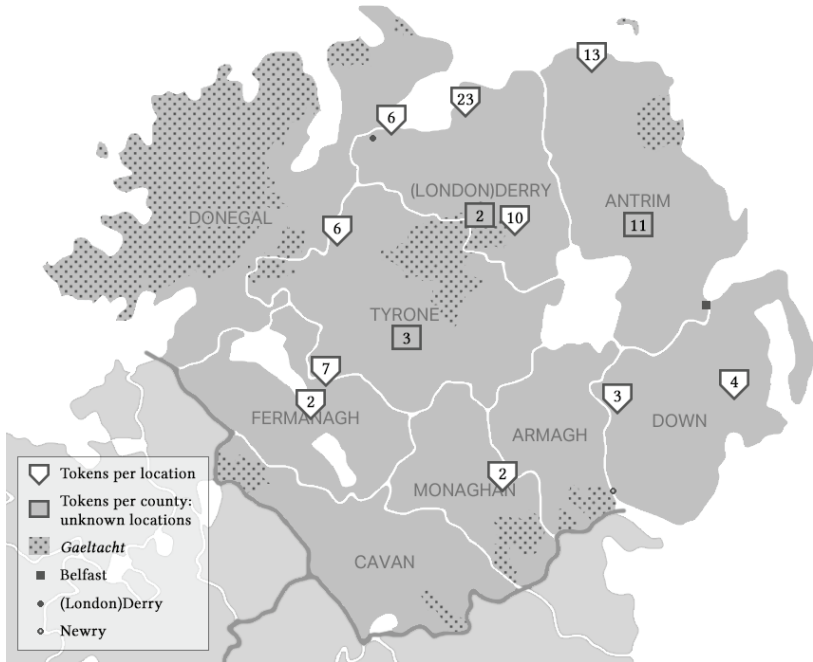 13
23
6
(LONDON)DERRY
ANTRIM
2
10
DONEGAL
11
6
TYRONE
3
7
4
2
3
FERMANAGH
DOWN
ARMAGH
2
MONAGHAN
CAVAN
Tokens per location
Tokens per county:
unknown locations
Gaeltacht
Belfast
(London)Derry
Newry